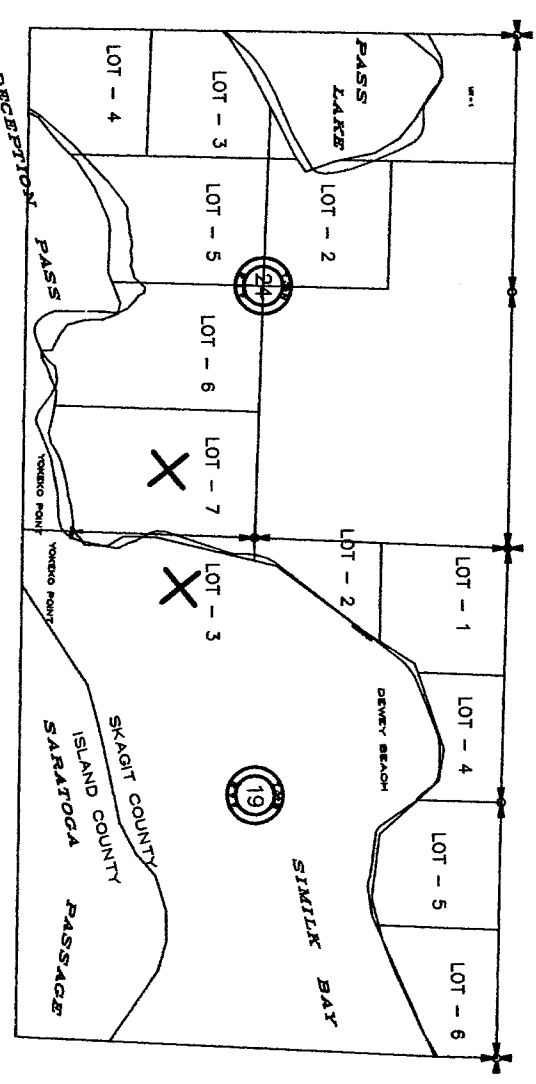 PASS
LAKE
LOT - 4
LOT - 3
LOT - 2
LOT - 5
24
DECEPTION
PASS
LOT - 6
LOT - 7
YOKEKO POINT
YOKEKO POINT
LOT - 3
LOT - 2
LOT - 1
LOT - 4
DEWEY BEACH
LOT - 5
LOT - 6
19
SKAGIT COUNTY
ISLAND COUNTY
SARATOGA PASSAGE
SIMILK BAY